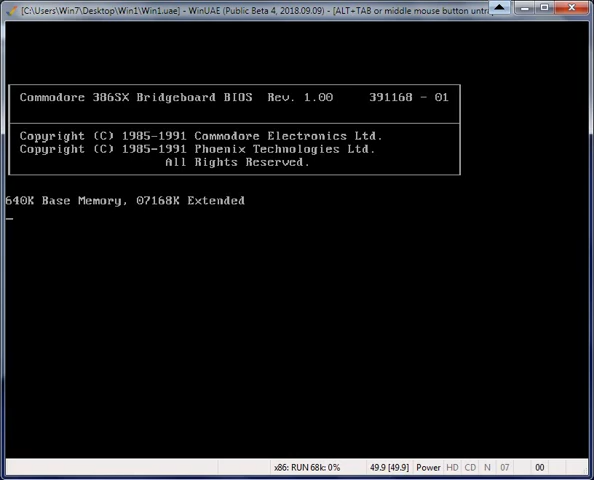 [C:\Users\Win7\Desktop\Win1\Win1.uae] - WinUAE (Public Beta 4, 2018.09.09) - [ALT+TAB or middle mouse button untr
Commodore 386SX Bridgeboard BIOS Rev. 1.00 391168 - 01
Copyright (C) 1985-1991 Commodore Electronics Ltd.
Copyright (C) 1985-1991 Phoenix Technologies Ltd.
All Rights Reserved.
640K Base Memory, 07168K Extended
x86: RUN 68k: 0% 49.9 [49.9] Power HD CD N 07 00